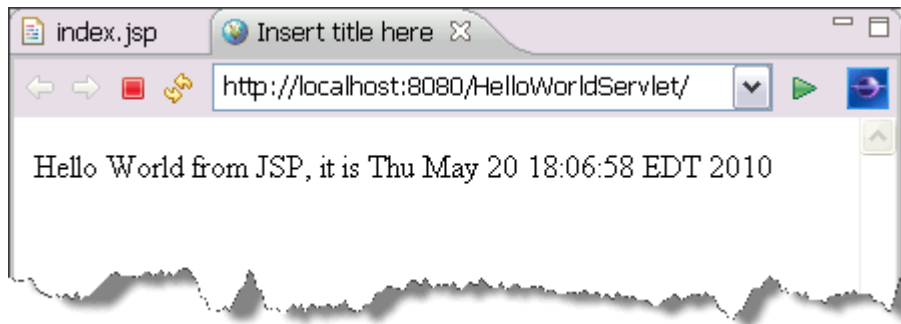 index.jsp
Insert title here
http://localhost:8080/HelloWorldServlet/
Hello World from JSP, it is Thu May 20 18:06:58 EDT 2010